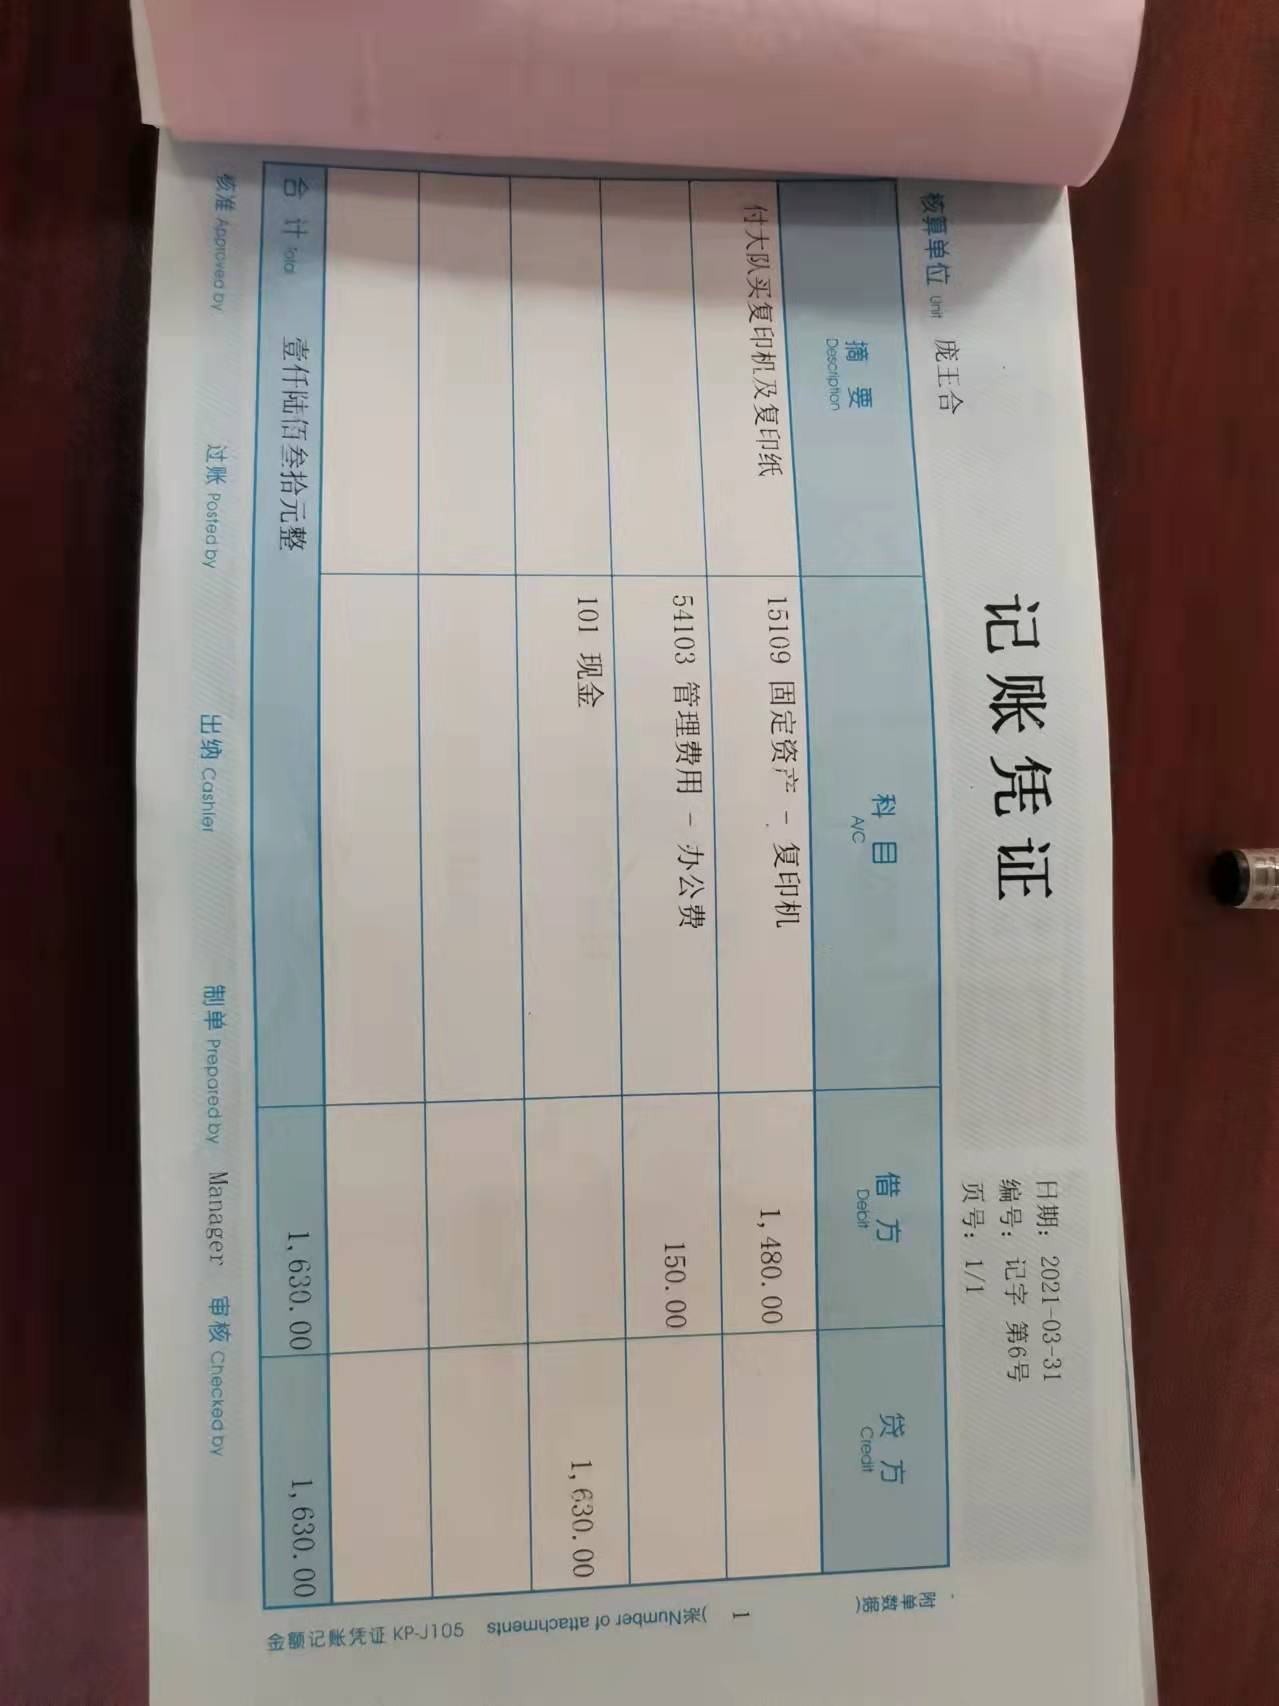 记账凭证
日期: 2021-03-31
编号: 记字 第6号
页号: 1/1
核算单位 Unit 庞王合
摘要 Description 科目 A/C 借方 Debit 贷方 Credit
付大队买复印机及复印纸 15109 固定资产 - 复印机 1,480.00
54103 管理费用 - 办公费 150.00
101 现金 1,630.00
合计 Total 壹仟陆佰叁拾元整 1,630.00 1,630.00
附单数据( 1 )张 Number of attachments
金额记账凭证 KP-J105
核准 Approved by 过账 Posted by 出纳 Cashier 制单 Prepared by Manager 审核 Checked by